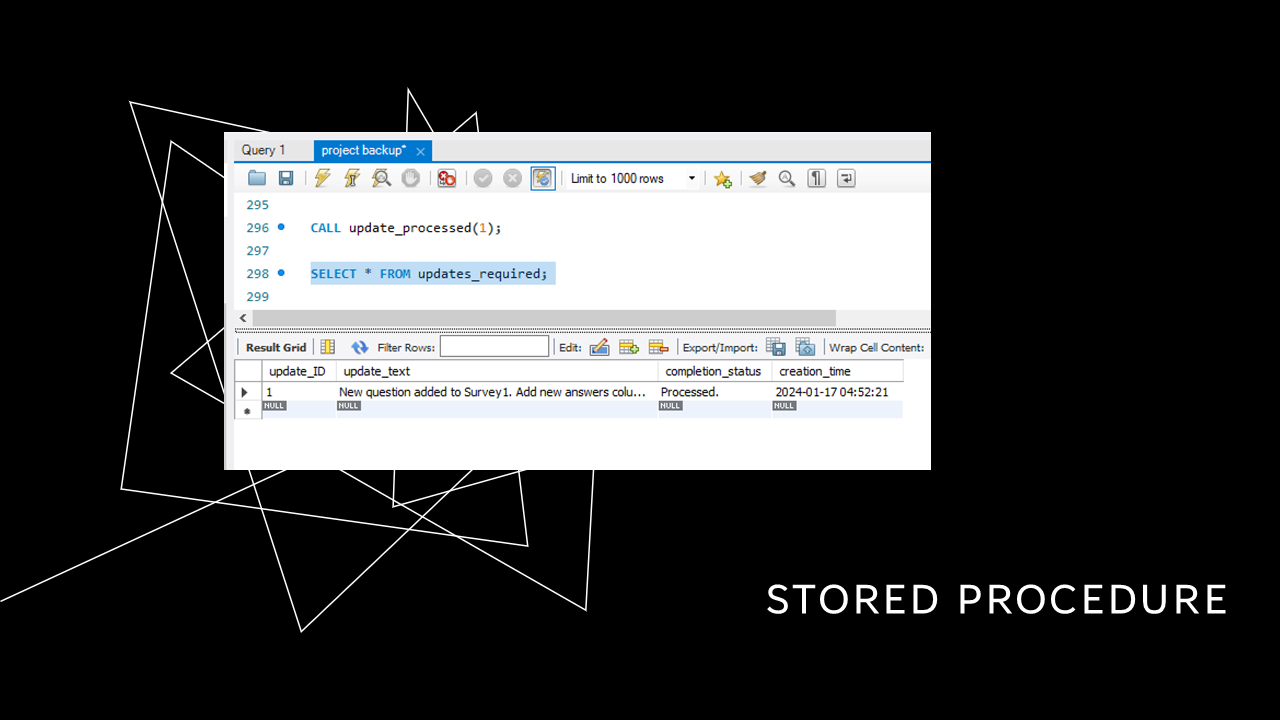 Query 1
project backup*
Limit to 1000 rows
295
296 CALL update_processed(1);
297
298 SELECT * FROM updates_required;
299
Result Grid Filter Rows: Edit: Export/Import: Wrap Cell Content:
update_ID update_text completion_status creation_time
1 New question added to Survey1. Add new answers colu... Processed. 2024-01-17 04:52:21
NULL NULL NULL NULL
STORED PROCEDURE